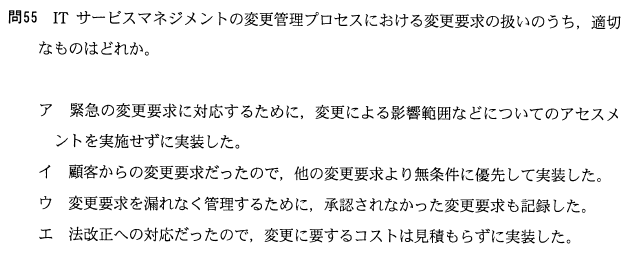 問55 IT サービスマネジメントの変更管理プロセスにおける変更要求の扱いのうち，適切
なものはどれか。
ア 緊急の変更要求に対応するために，変更による影響範囲などについてのアセスメ
ントを実施せずに実装した。
イ 顧客からの変更要求だったので，他の変更要求より無条件に優先して実装した。
ウ 変更要求を漏れなく管理するために，承認されなかった変更要求も記録した。
エ 法改正への対応だったので，変更に要するコストは見積もらずに実装した。